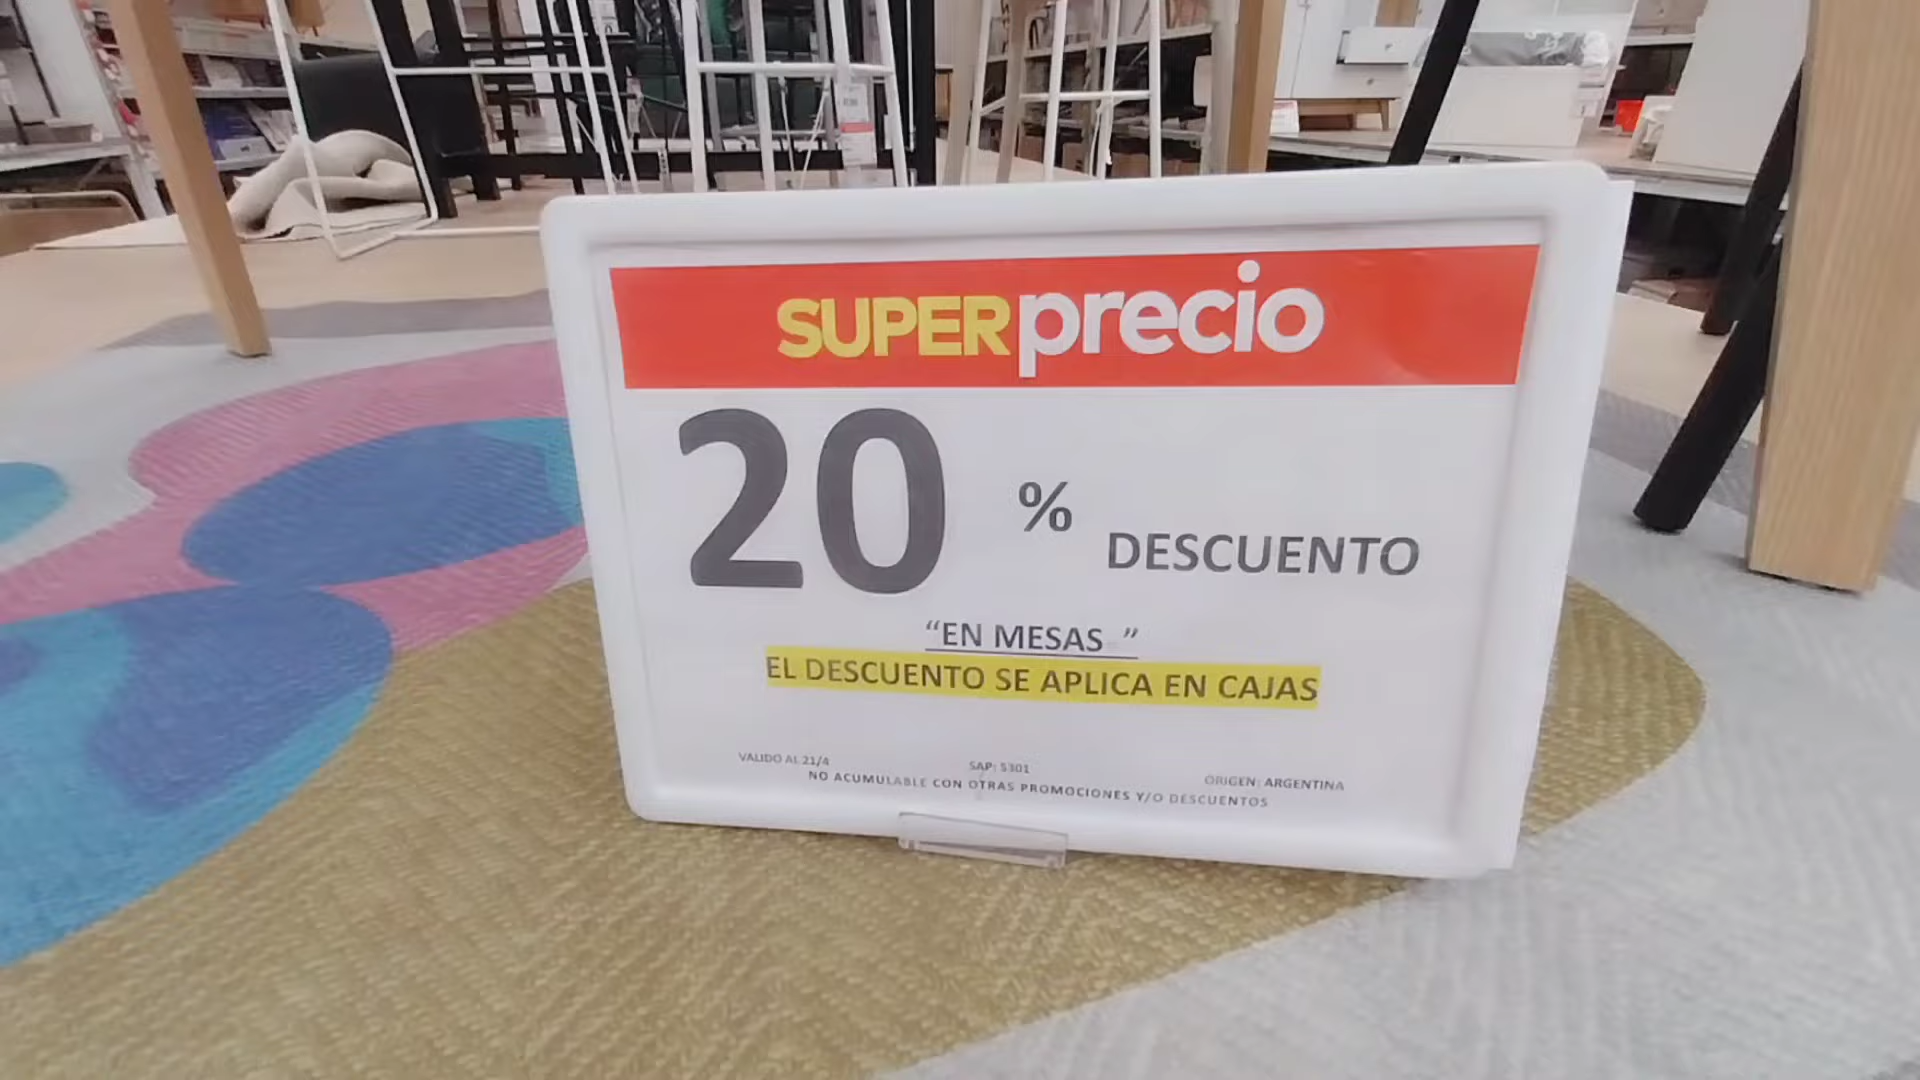 SUPERprecio
20 % DESCUENTO
“EN MESAS ”
EL DESCUENTO SE APLICA EN CAJAS
VALIDO AL 21/4 SAP: 5301 ORIGEN: ARGENTINA
NO ACUMULABLE CON OTRAS PROMOCIONES Y/O DESCUENTOS